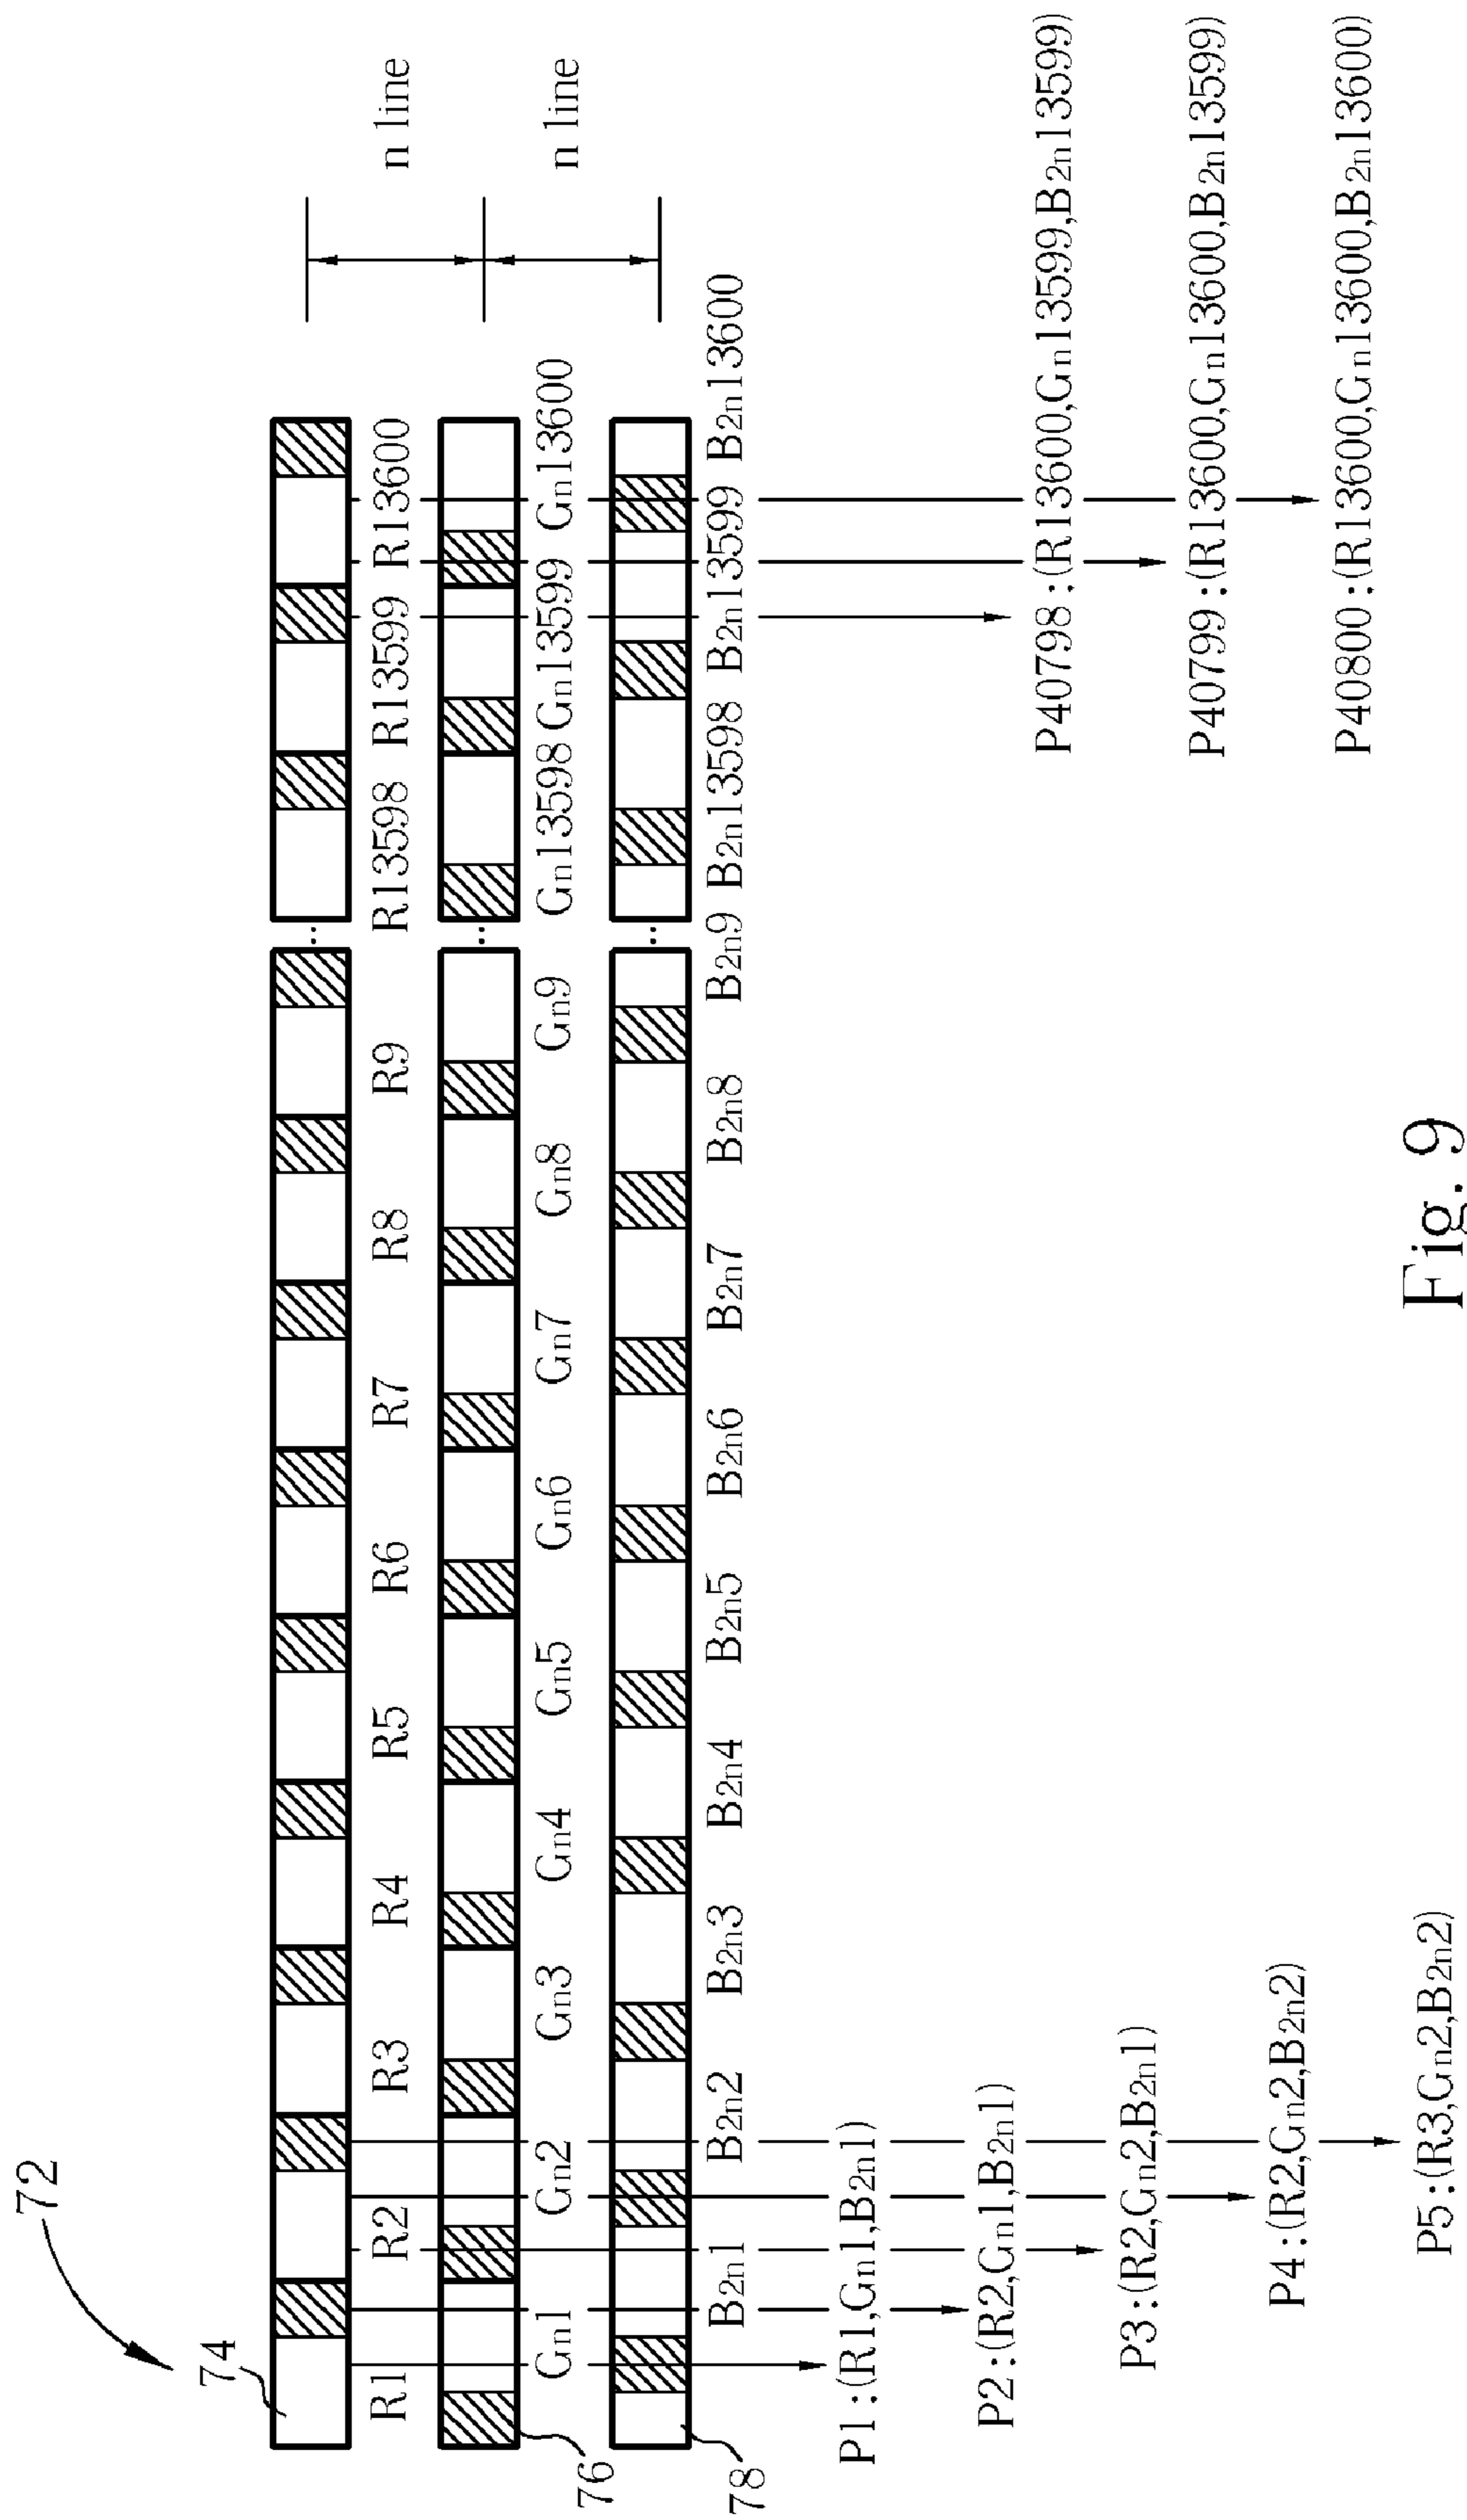 72
74
n line
R1 R2 R3 R4 R5 R6 R7 R8 R9 R13598 R13599 R13600
76
n line
Gn1 Gn2 Gn3 Gn4 Gn5 Gn6 Gn7 Gn8 Gn9 Gn13598 Gn13599 Gn13600
78
B2n1 B2n2 B2n3 B2n4 B2n5 B2n6 B2n7 B2n8 B2n9 B2n13598 B2n13599 B2n13600
P1:(R1,Gn1,B2n1)
P2:(R2,Gn1,B2n1)
P3:(R2,Gn2,B2n1)
P4:(R2,Gn2,B2n2)
P5:(R3,Gn2,B2n2)
P40798:(R13600,Gn13599,B2n13599)
P40799:(R13600,Gn13600,B2n13599)
P40800:(R13600,Gn13600,B2n13600)
Fig. 9